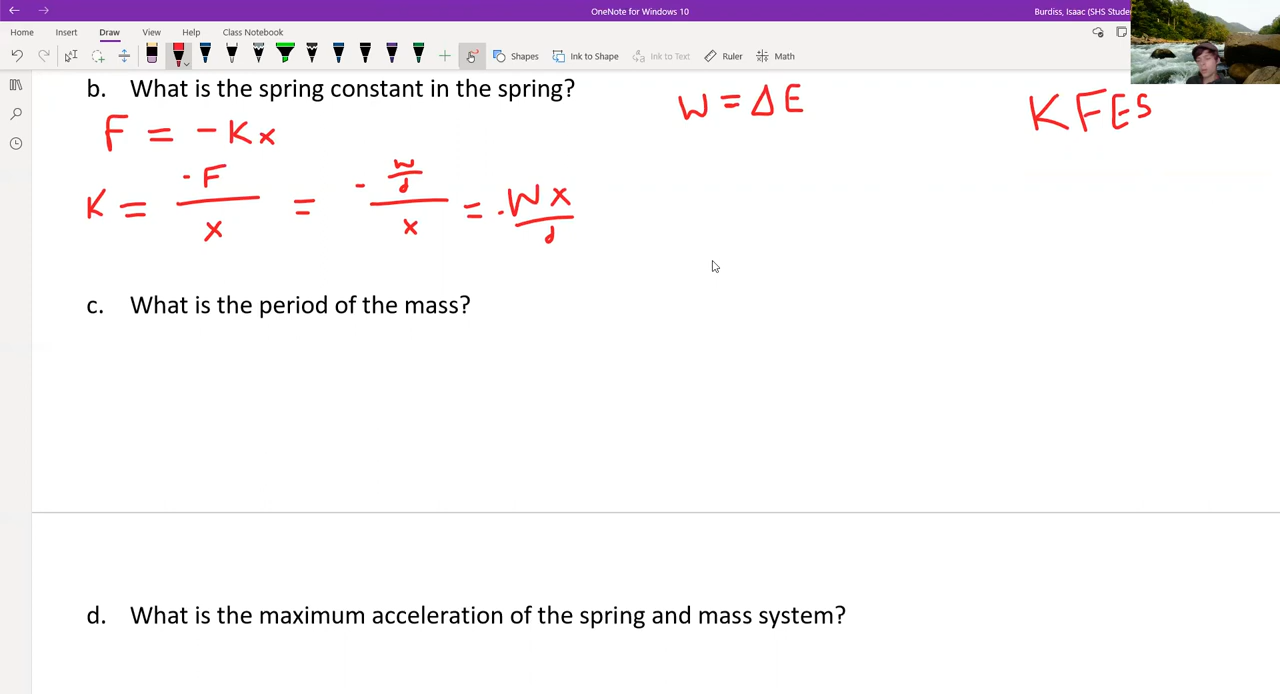 OneNote for Windows 10
Burdiss, Isaac (SHS Stude
Home Insert Draw View Help Class Notebook
Shapes Ink to Shape Ink to Text Ruler Math
b. What is the spring constant in the spring?
W = ΔE
KFES
F = -Kx
K = -F/x = -(W/d)/x = -Wx/d
c. What is the period of the mass?
d. What is the maximum acceleration of the spring and mass system?